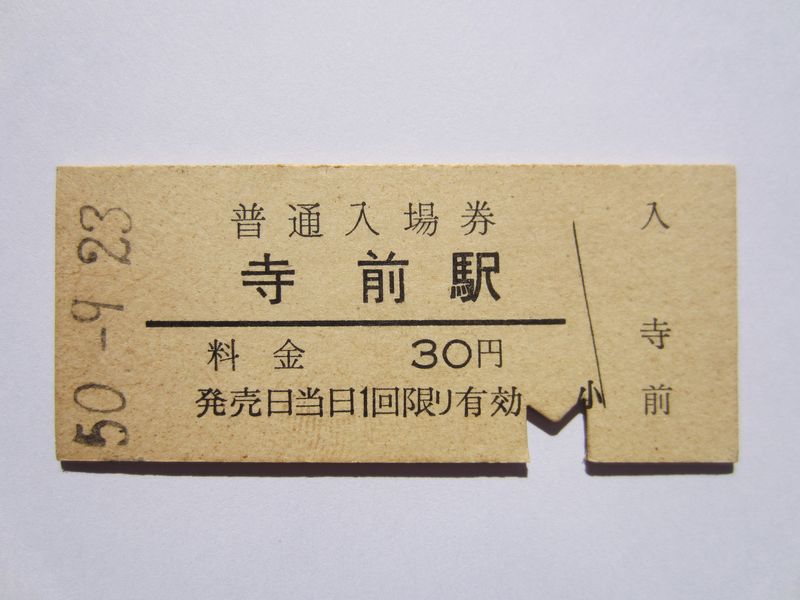 50.-9.23
普通入場券
寺前駅
料金 30円
発売日当日1回限り有効
小
入
寺前